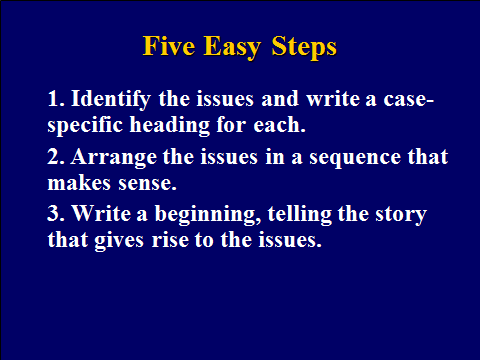 Five Easy Steps
1. Identify the issues and write a case-
specific heading for each.
2. Arrange the issues in a sequence that
makes sense.
3. Write a beginning, telling the story
that gives rise to the issues.